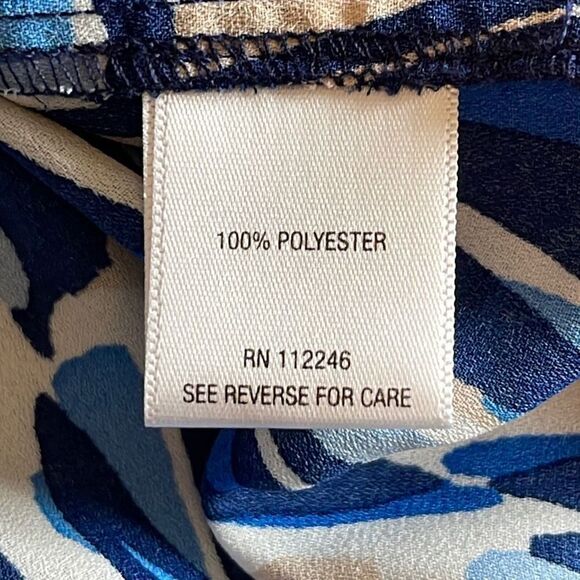 100% POLYESTER
RN 112246
SEE REVERSE FOR CARE